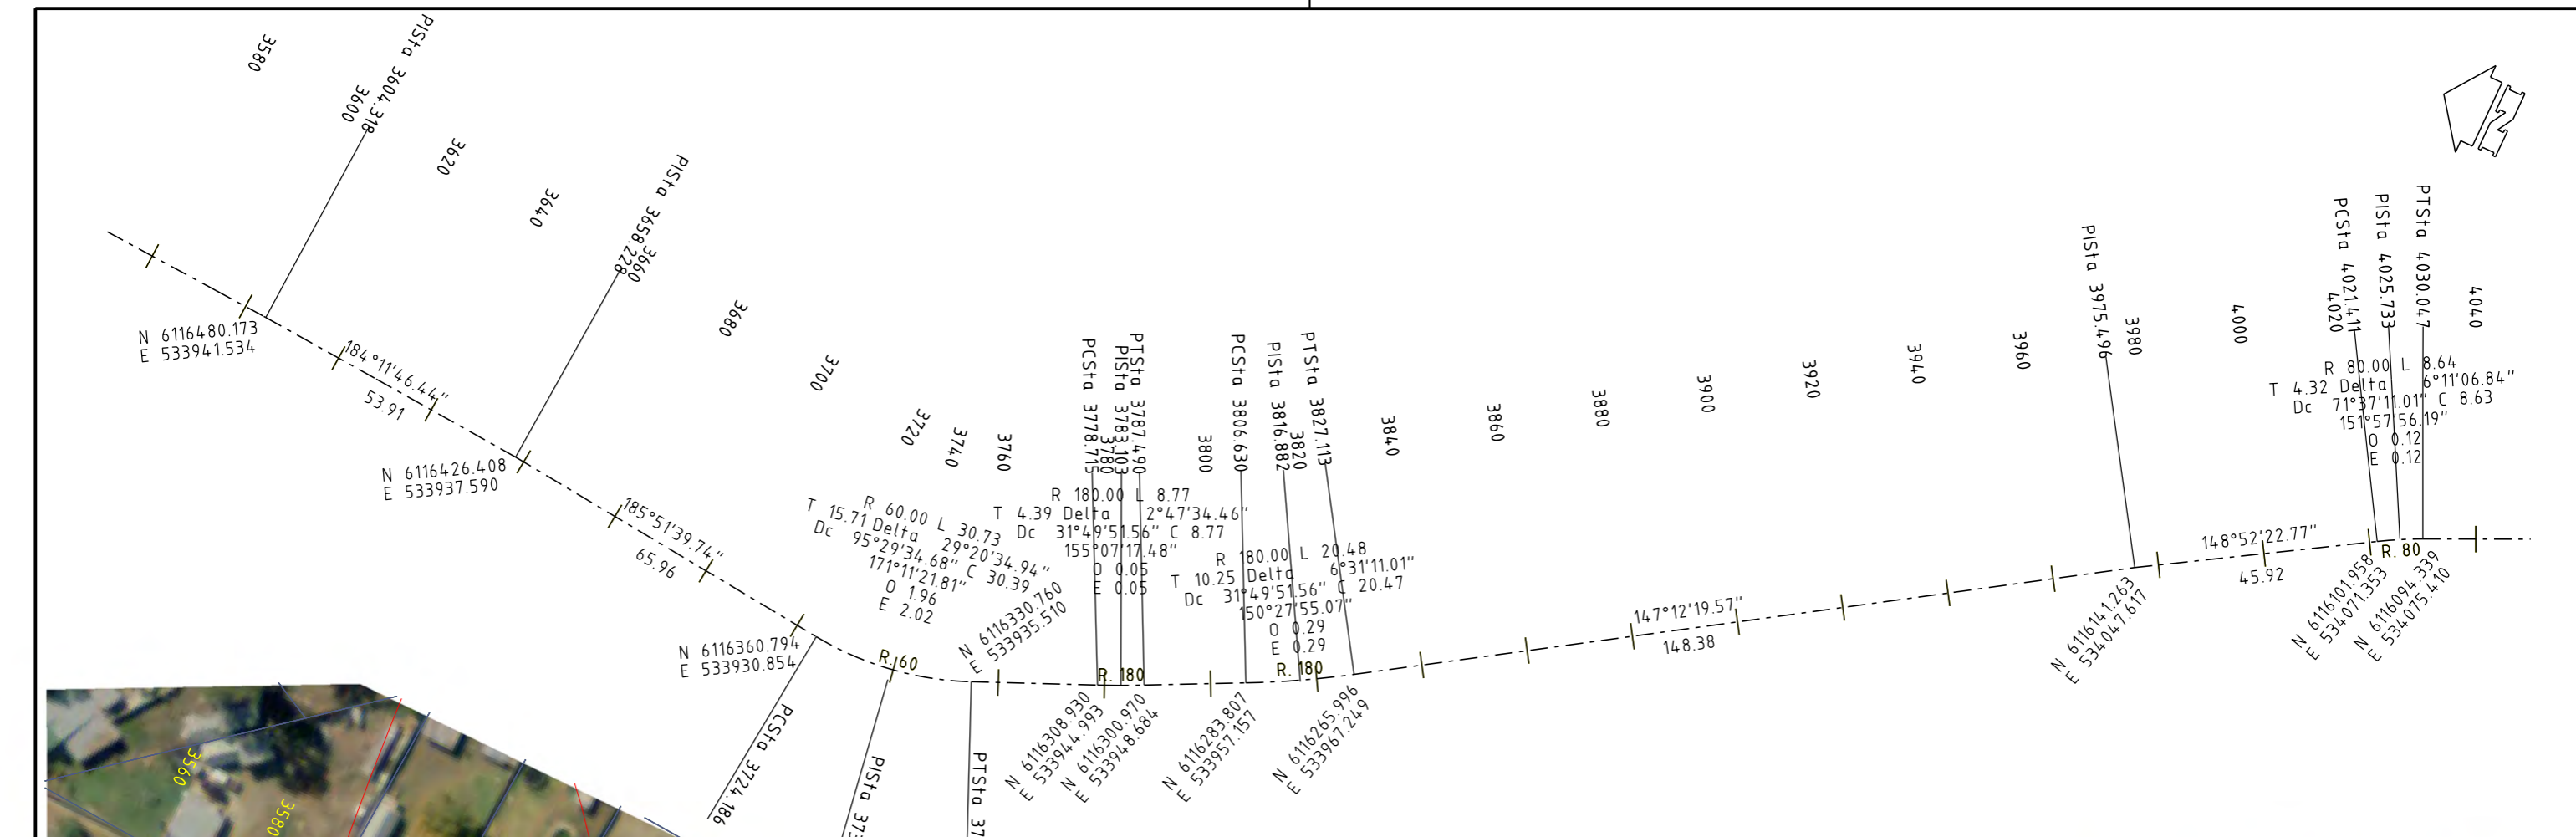 3580
3600
PISta 3604.318
3620
3640
PISta 3658.228
3660
3680
3700
3720
3740
3760
PCSta 3778.715
3780
PISta 3783.103
PTSta 3787.490
3800
PCSta 3806.630
PISta 3816.882
3820
PTSta 3827.113
3840
3860
3880
3900
3920
3940
3960
PISta 3975.496
3980
4000
4020
PCSta 4021.411
PISta 4025.733
PTSta 4030.047
4040
N 6116480.173
E 533941.534
184°11'46.44"
53.91
N 6116426.408
E 533937.590
185°51'39.74"
65.96
N 6116360.794
E 533930.854
R 60.00 L 30.73
T 15.71 Delta 29°20'34.94"
Dc 95°29'34.68" C 30.39
171°11'21.81"
O 1.96
E 2.02
R. 60
N 6116330.760
E 533935.510
R 180.00 L 8.77
T 4.39 Delta 2°47'34.46"
Dc 31°49'51.56" C 8.77
155°07'17.48"
O 0.05
E 0.05
R. 180
R 180.00 L 20.48
T 10.25 Delta 6°31'11.01"
Dc 31°49'51.56" C 20.47
150°27'55.07"
O 0.29
E 0.29
R. 180
147°12'19.57"
148.38
148°52'22.77"
45.92
R 80.00 L 8.64
T 4.32 Delta 6°11'06.84"
Dc 71°37'11.01" C 8.63
151°57'56.19"
O 0.12
E 0.12
R. 80
N 6116308.930
E 533944.993
N 6116300.970
E 533948.684
N 6116283.807
E 533957.157
N 6116265.996
E 533967.249
N 6116141.263
E 534047.617
N 6116101.958
E 534071.353
N 6116094.339
E 534075.410
PCSta 3724.186
PISta 373
PTSta 37
3560
3580
N